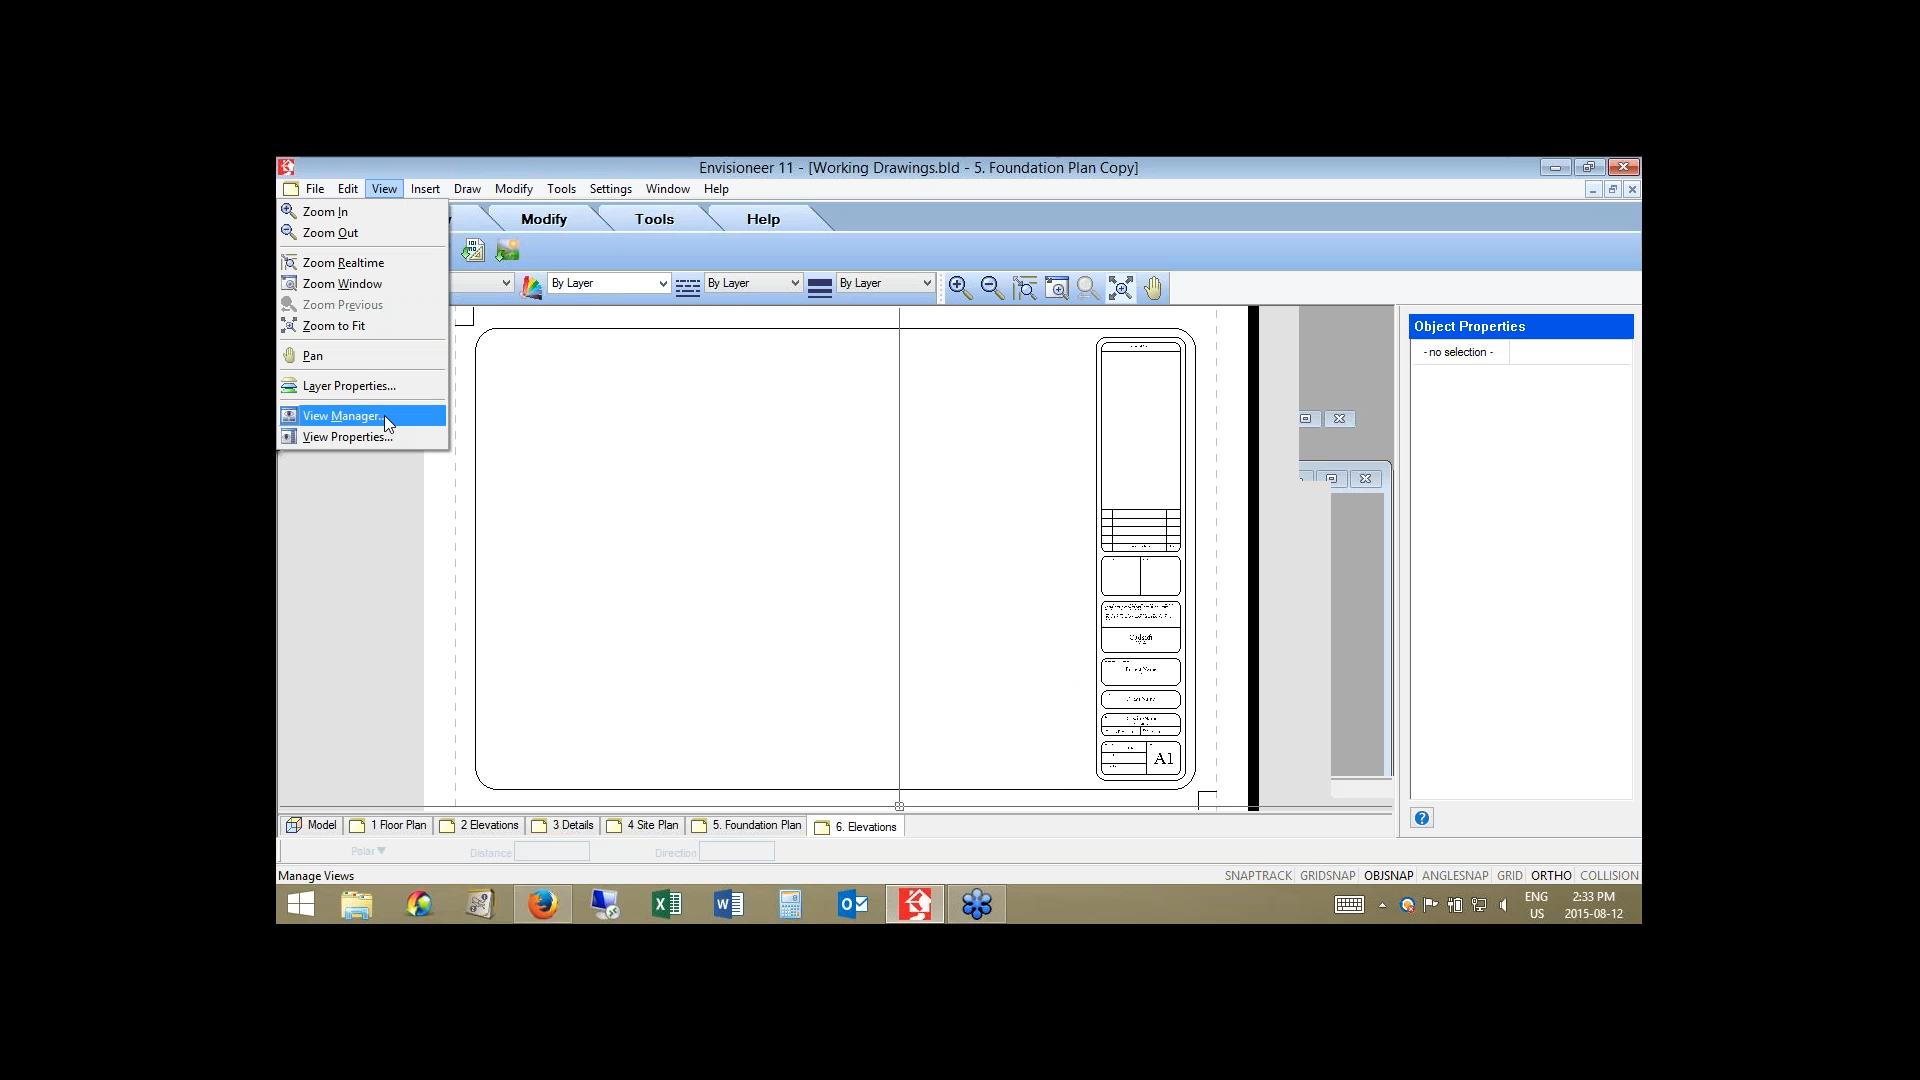 Envisioneer 11 - [Working Drawings.bld - 5. Foundation Plan Copy]
File Edit View Insert Draw Modify Tools Settings Window Help
Zoom In
Zoom Out
Zoom Realtime
Zoom Window
Zoom Previous
Zoom to Fit
Pan
Layer Properties...
View Manager...
View Properties...
Modify Tools Help
By Layer By Layer By Layer
Object Properties
- no selection -
A1
Model 1 Floor Plan 2 Elevations 3 Details 4 Site Plan 5. Foundation Plan 6. Elevations
Polar Distance Direction
Manage Views SNAPTRACK GRIDSNAP OBJSNAP ANGLESNAP GRID ORTHO COLLISION
ENG 2:33 PM
US 2015-08-12